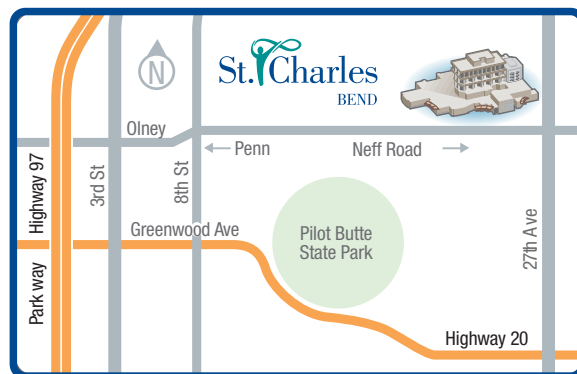 St. Charles
BEND
N
Olney
Penn
Neff Road
Highway 97
3rd St
8th St
Greenwood Ave
Pilot Butte
State Park
27th Ave
Park way
Highway 20